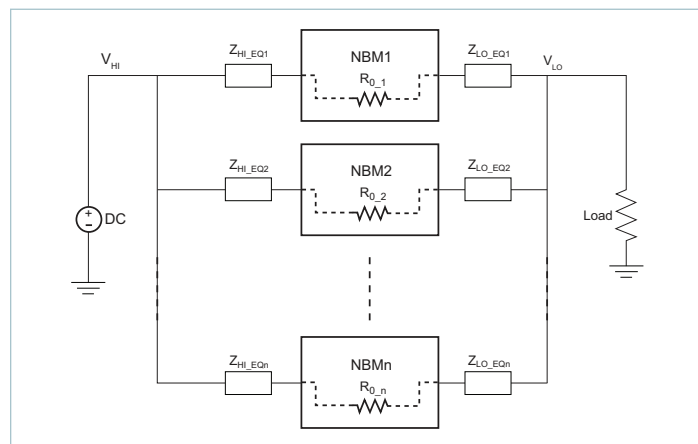 V_HI
Z_HI_EQ1
NBM1
R_0_1
Z_LO_EQ1
V_LO
Z_HI_EQ2
NBM2
R_0_2
Z_LO_EQ2
+
–
DC
Load
Z_HI_EQn
NBMn
R_0_n
Z_LO_EQn